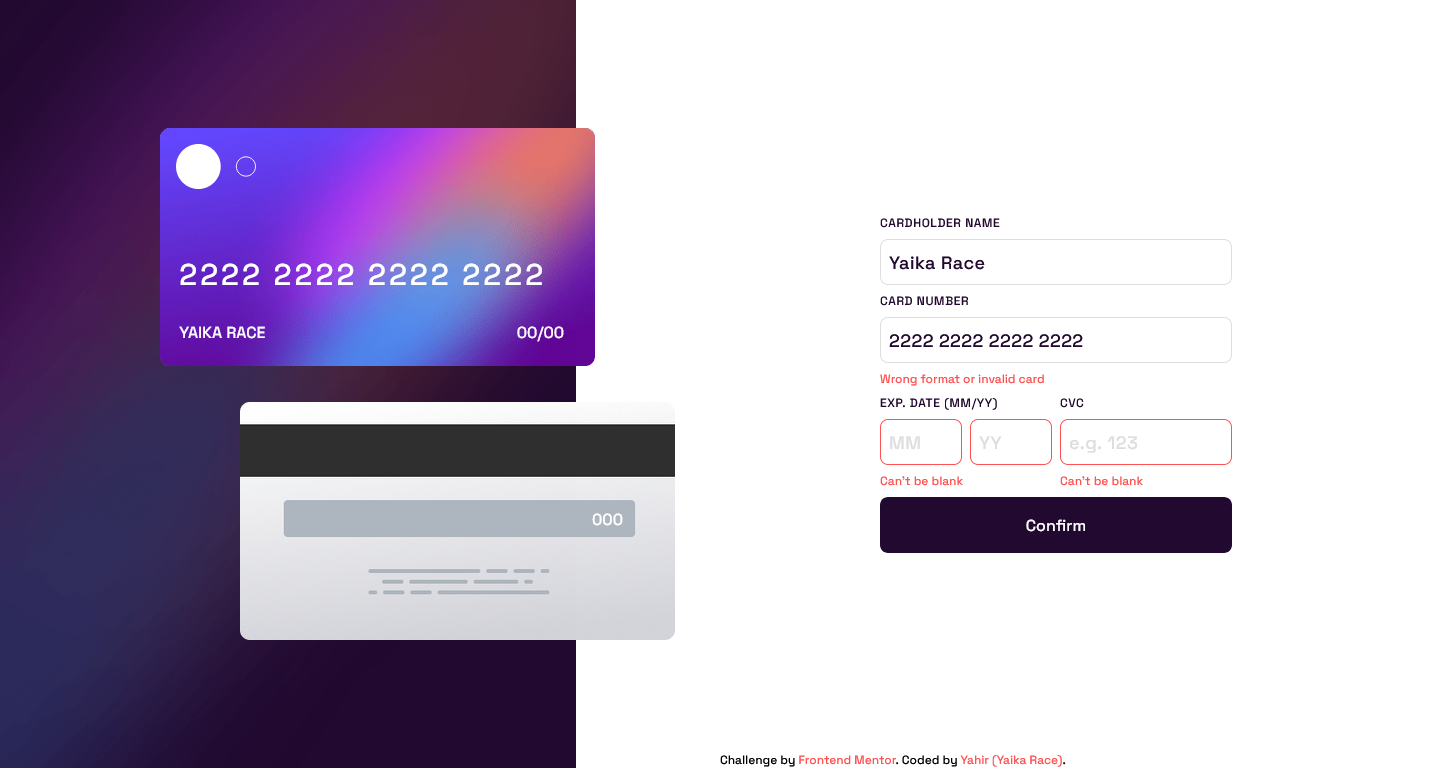 2222 2222 2222 2222
YAIKA RACE 00/00
000
CARDHOLDER NAME
Yaika Race
CARD NUMBER
2222 2222 2222 2222
Wrong format or invalid card
EXP. DATE (MM/YY) CVC
MM YY e.g. 123
Can't be blank Can't be blank
Confirm
Challenge by Frontend Mentor. Coded by Yahir (Yaika Race).